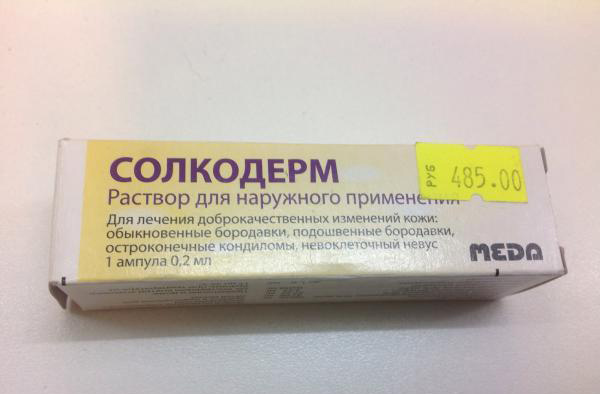 СОЛКОДЕРМ
Раствор для наружного применения
Для лечения доброкачественных изменений кожи:
обыкновенные бородавки, подошвенные бородавки,
остроконечные кондиломы, невоклеточный невус
1 ампула 0,2 мл
РУБ 485.00
MEDA